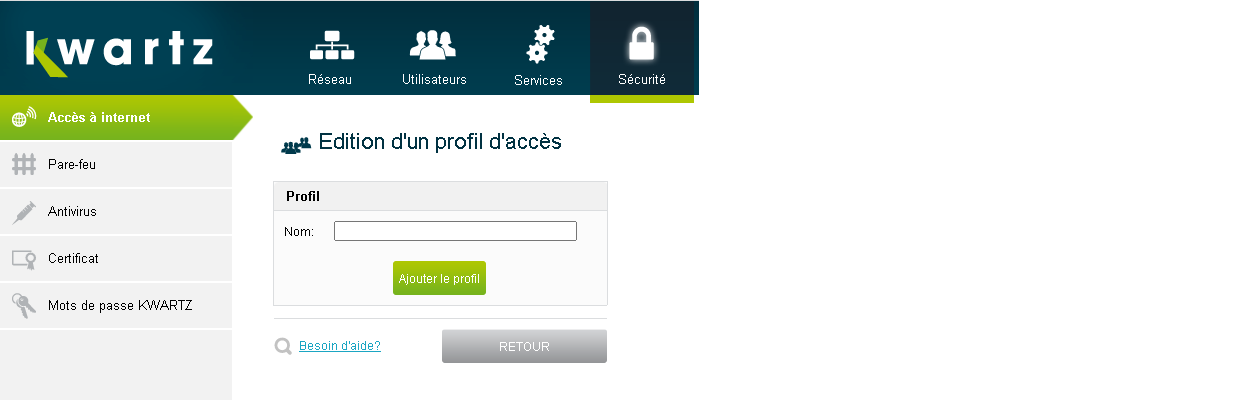 kwartz
Réseau
Utilisateurs
Services
Sécurité
Accès à internet
Pare-feu
Antivirus
Certificat
Mots de passe KWARTZ
Edition d'un profil d'accès
Profil
Nom:
Ajouter le profil
Besoin d'aide?
RETOUR